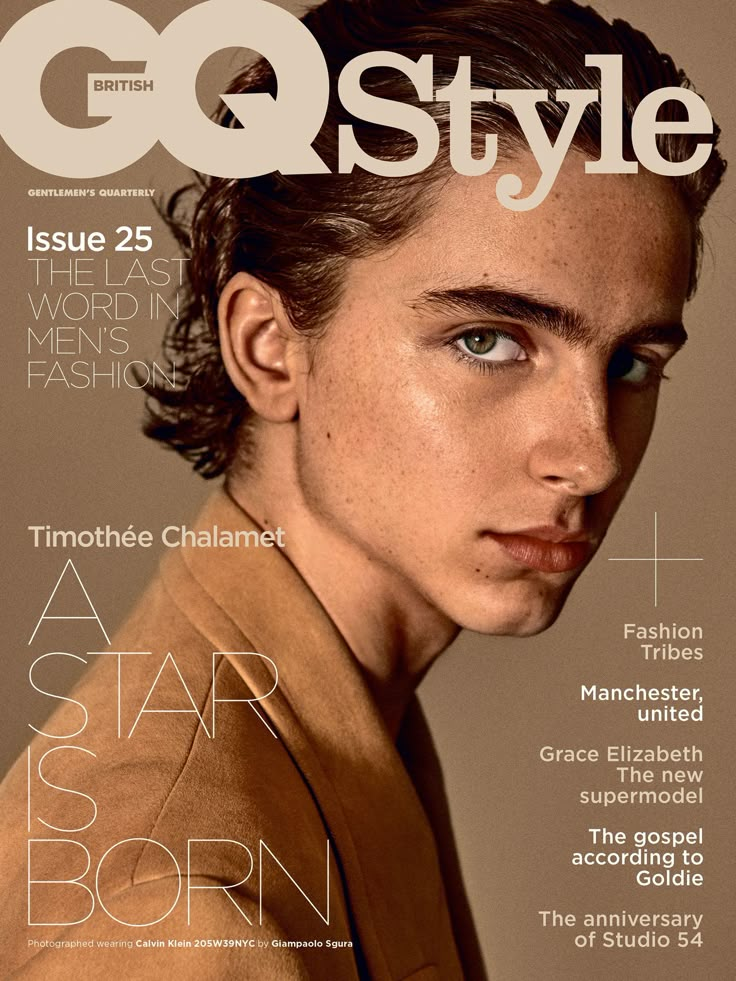 GQ Style
BRITISH
GENTLEMEN'S QUARTERLY
Issue 25
THE LAST
WORD IN
MEN'S
FASHION
Timothée Chalamet
A
STAR
IS
BORN
Photographed wearing Calvin Klein 205W39NYC by Giampaolo Sgura
Fashion
Tribes
Manchester,
united
Grace Elizabeth
The new
supermodel
The gospel
according to
Goldie
The anniversary
of Studio 54